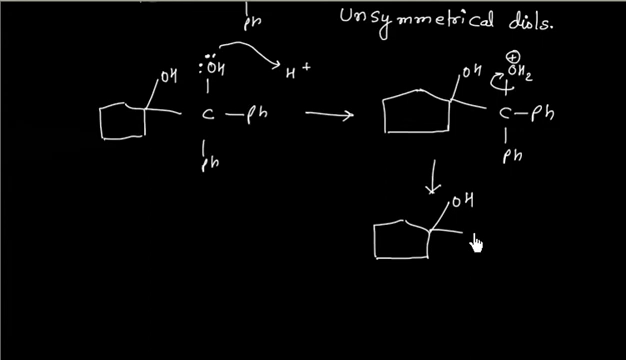 Ph
Unsymmetrical diols.
OH :ÖH H+ OH ⊕ OH2
C—Ph C—Ph
Ph Ph
OH